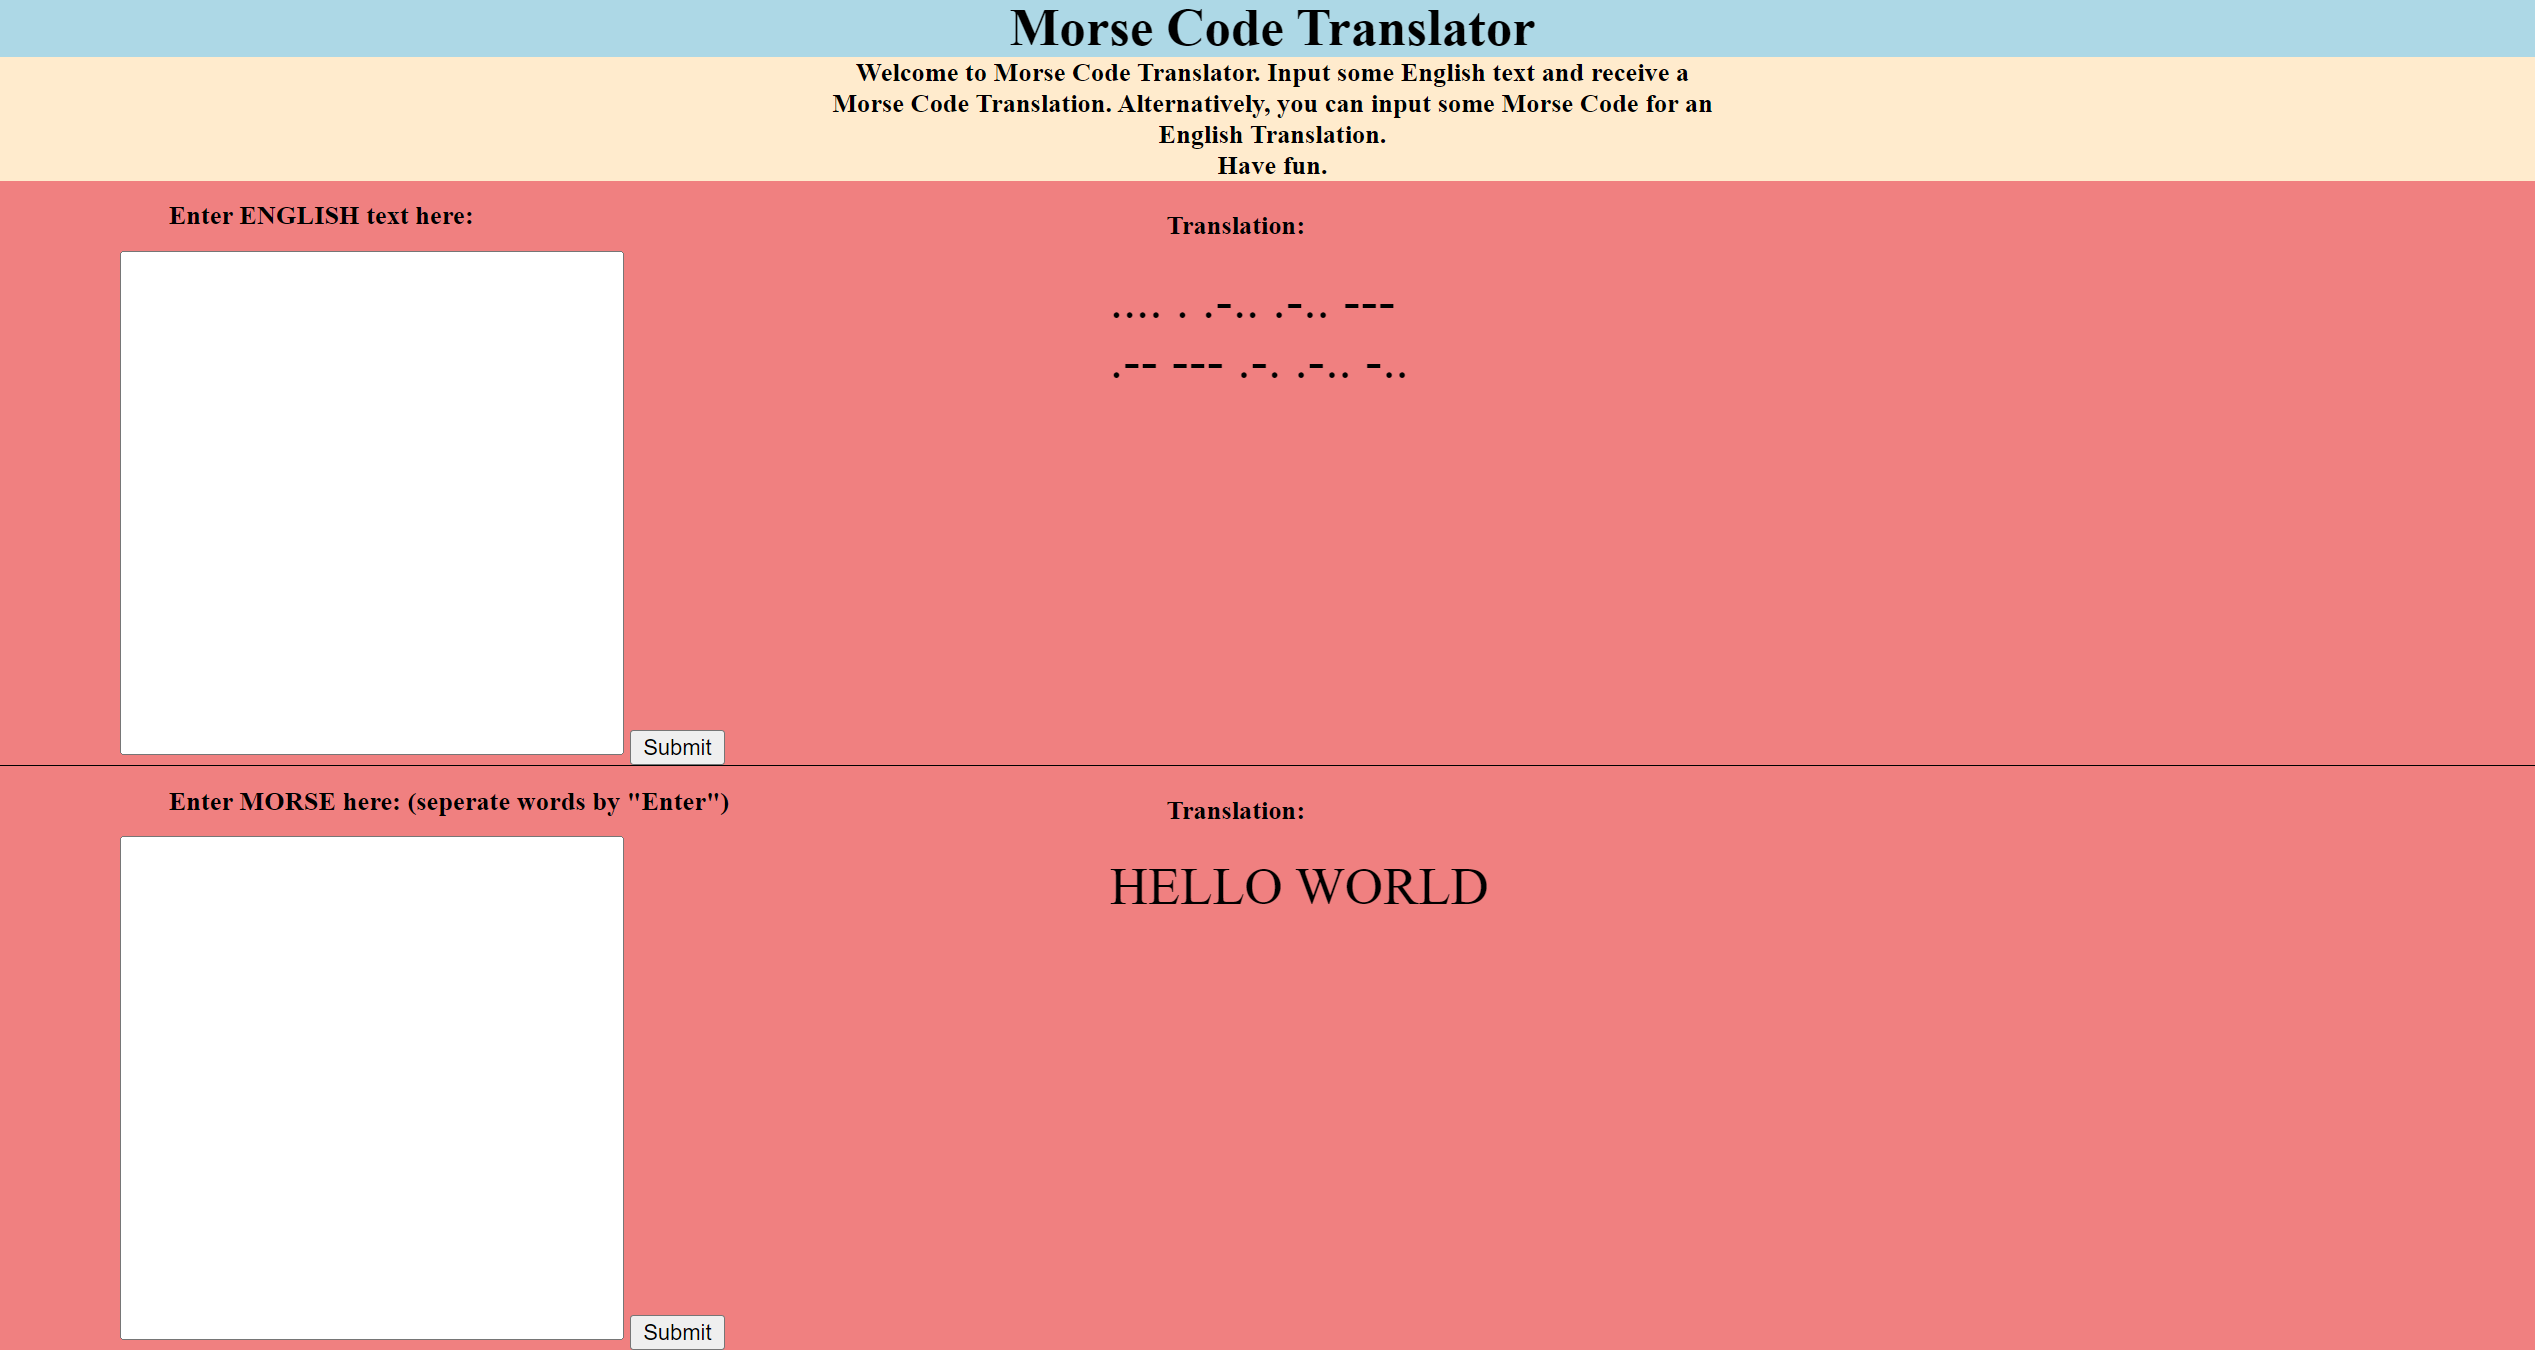 Morse Code Translator
Welcome to Morse Code Translator. Input some English text and receive a
Morse Code Translation. Alternatively, you can input some Morse Code for an
English Translation.
Have fun.
Enter ENGLISH text here:
Translation:
.... . .-.. .-.. ---
.-- --- .-. .-.. -..
Submit
Enter MORSE here: (seperate words by "Enter")
Translation:
HELLO WORLD
Submit